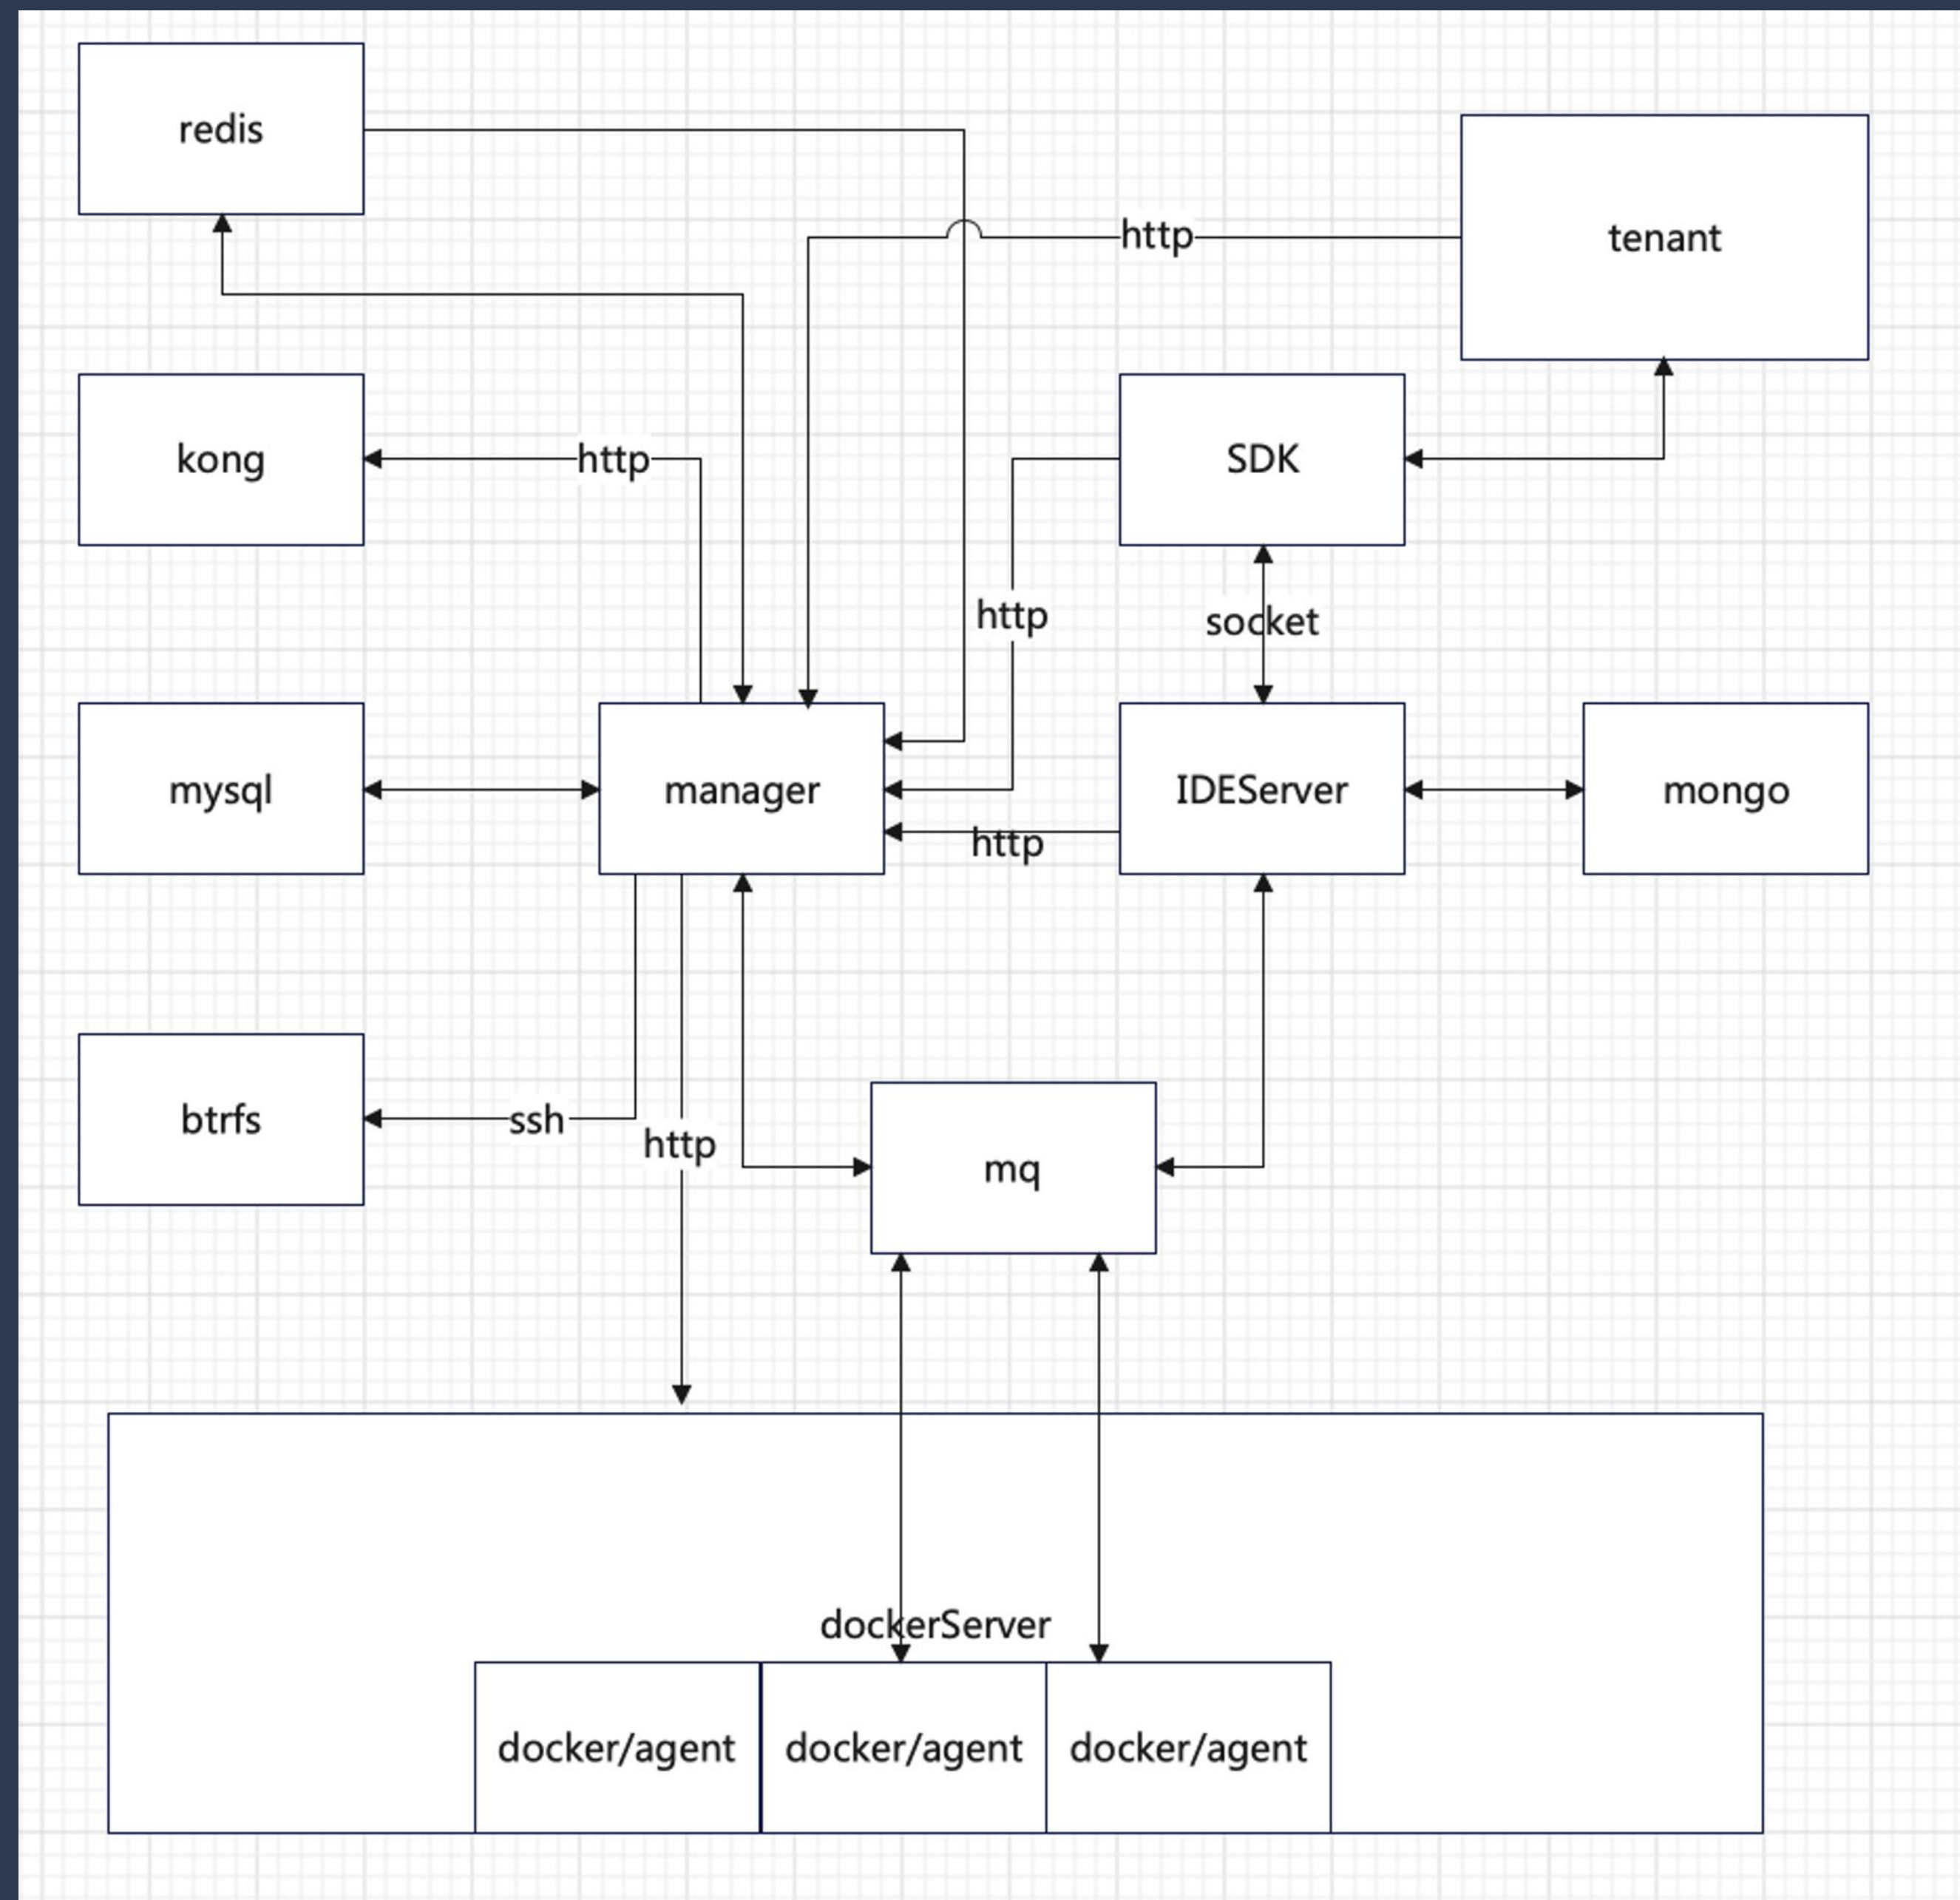 redis
http
tenant
kong
http
SDK
http
socket
mysql
manager
IDEServer
mongo
http
btrfs
ssh
http
mq
dockerServer
docker/agent
docker/agent
docker/agent